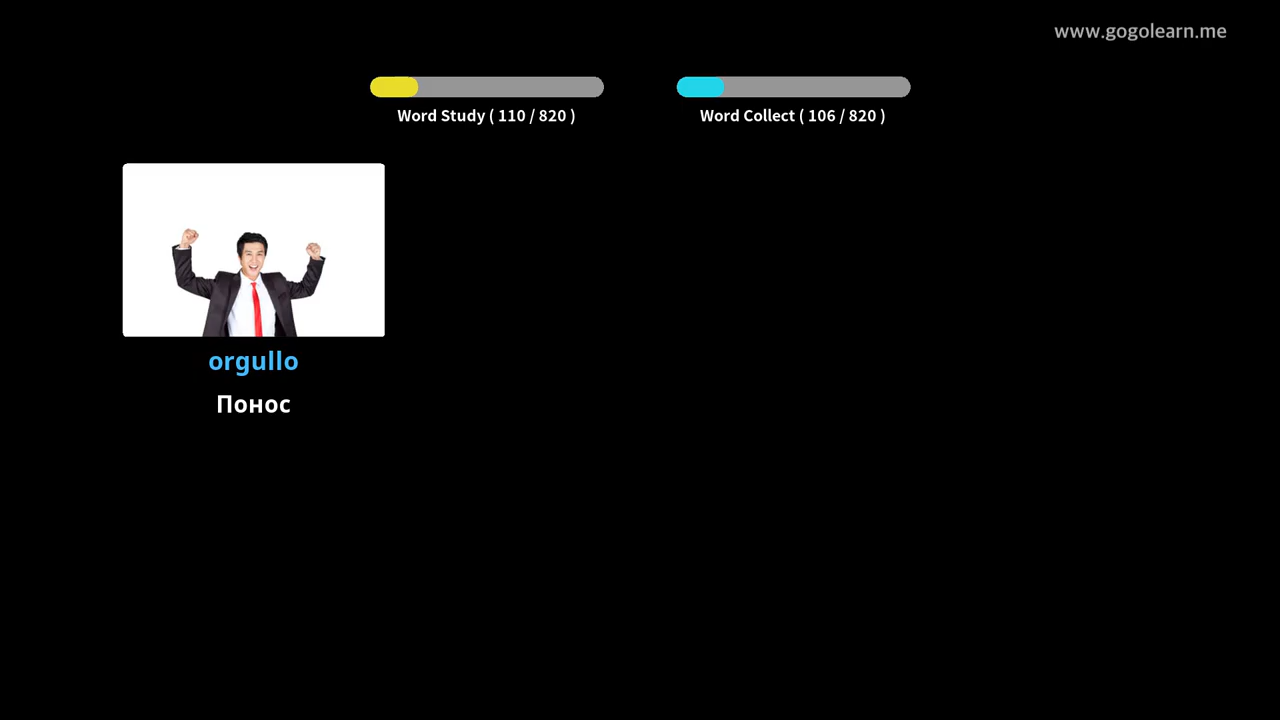 www.gogolearn.me
Word Study ( 110 / 820 )
Word Collect ( 106 / 820 )
orgullo
Понос